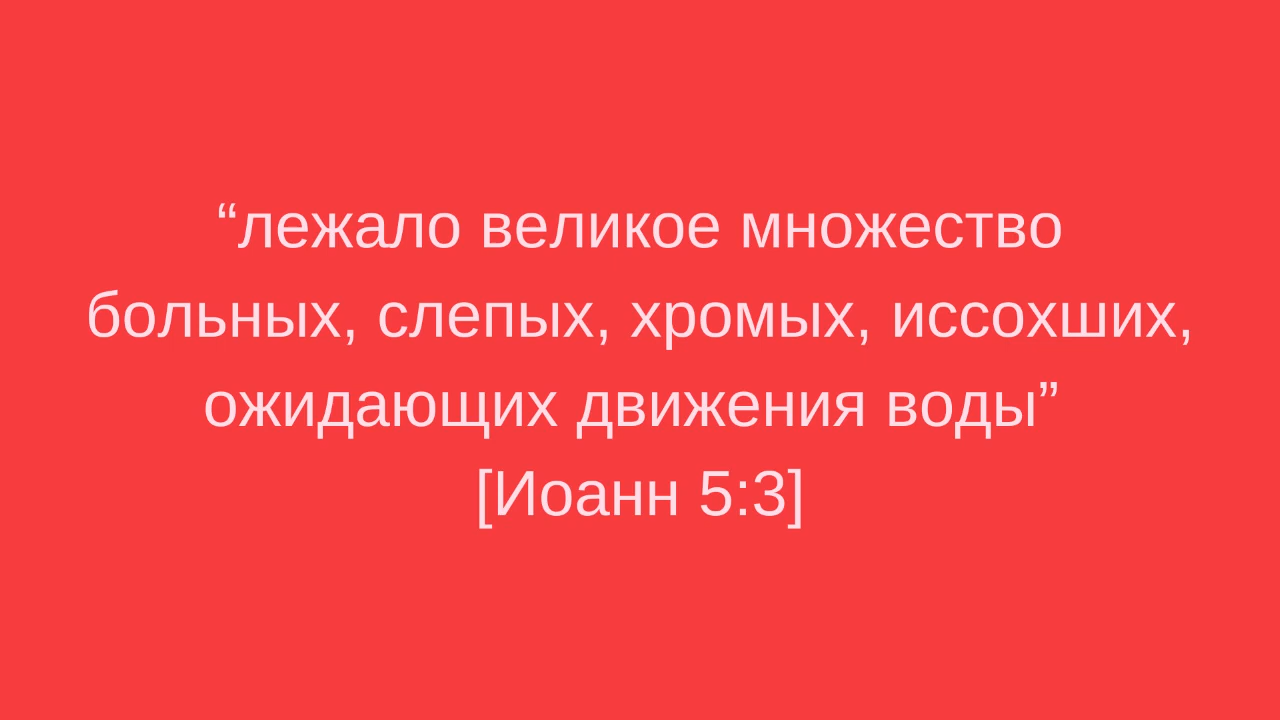 “лежало великое множество
больных, слепых, хромых, иссохших,
ожидающих движения воды”
[Иоанн 5:3]